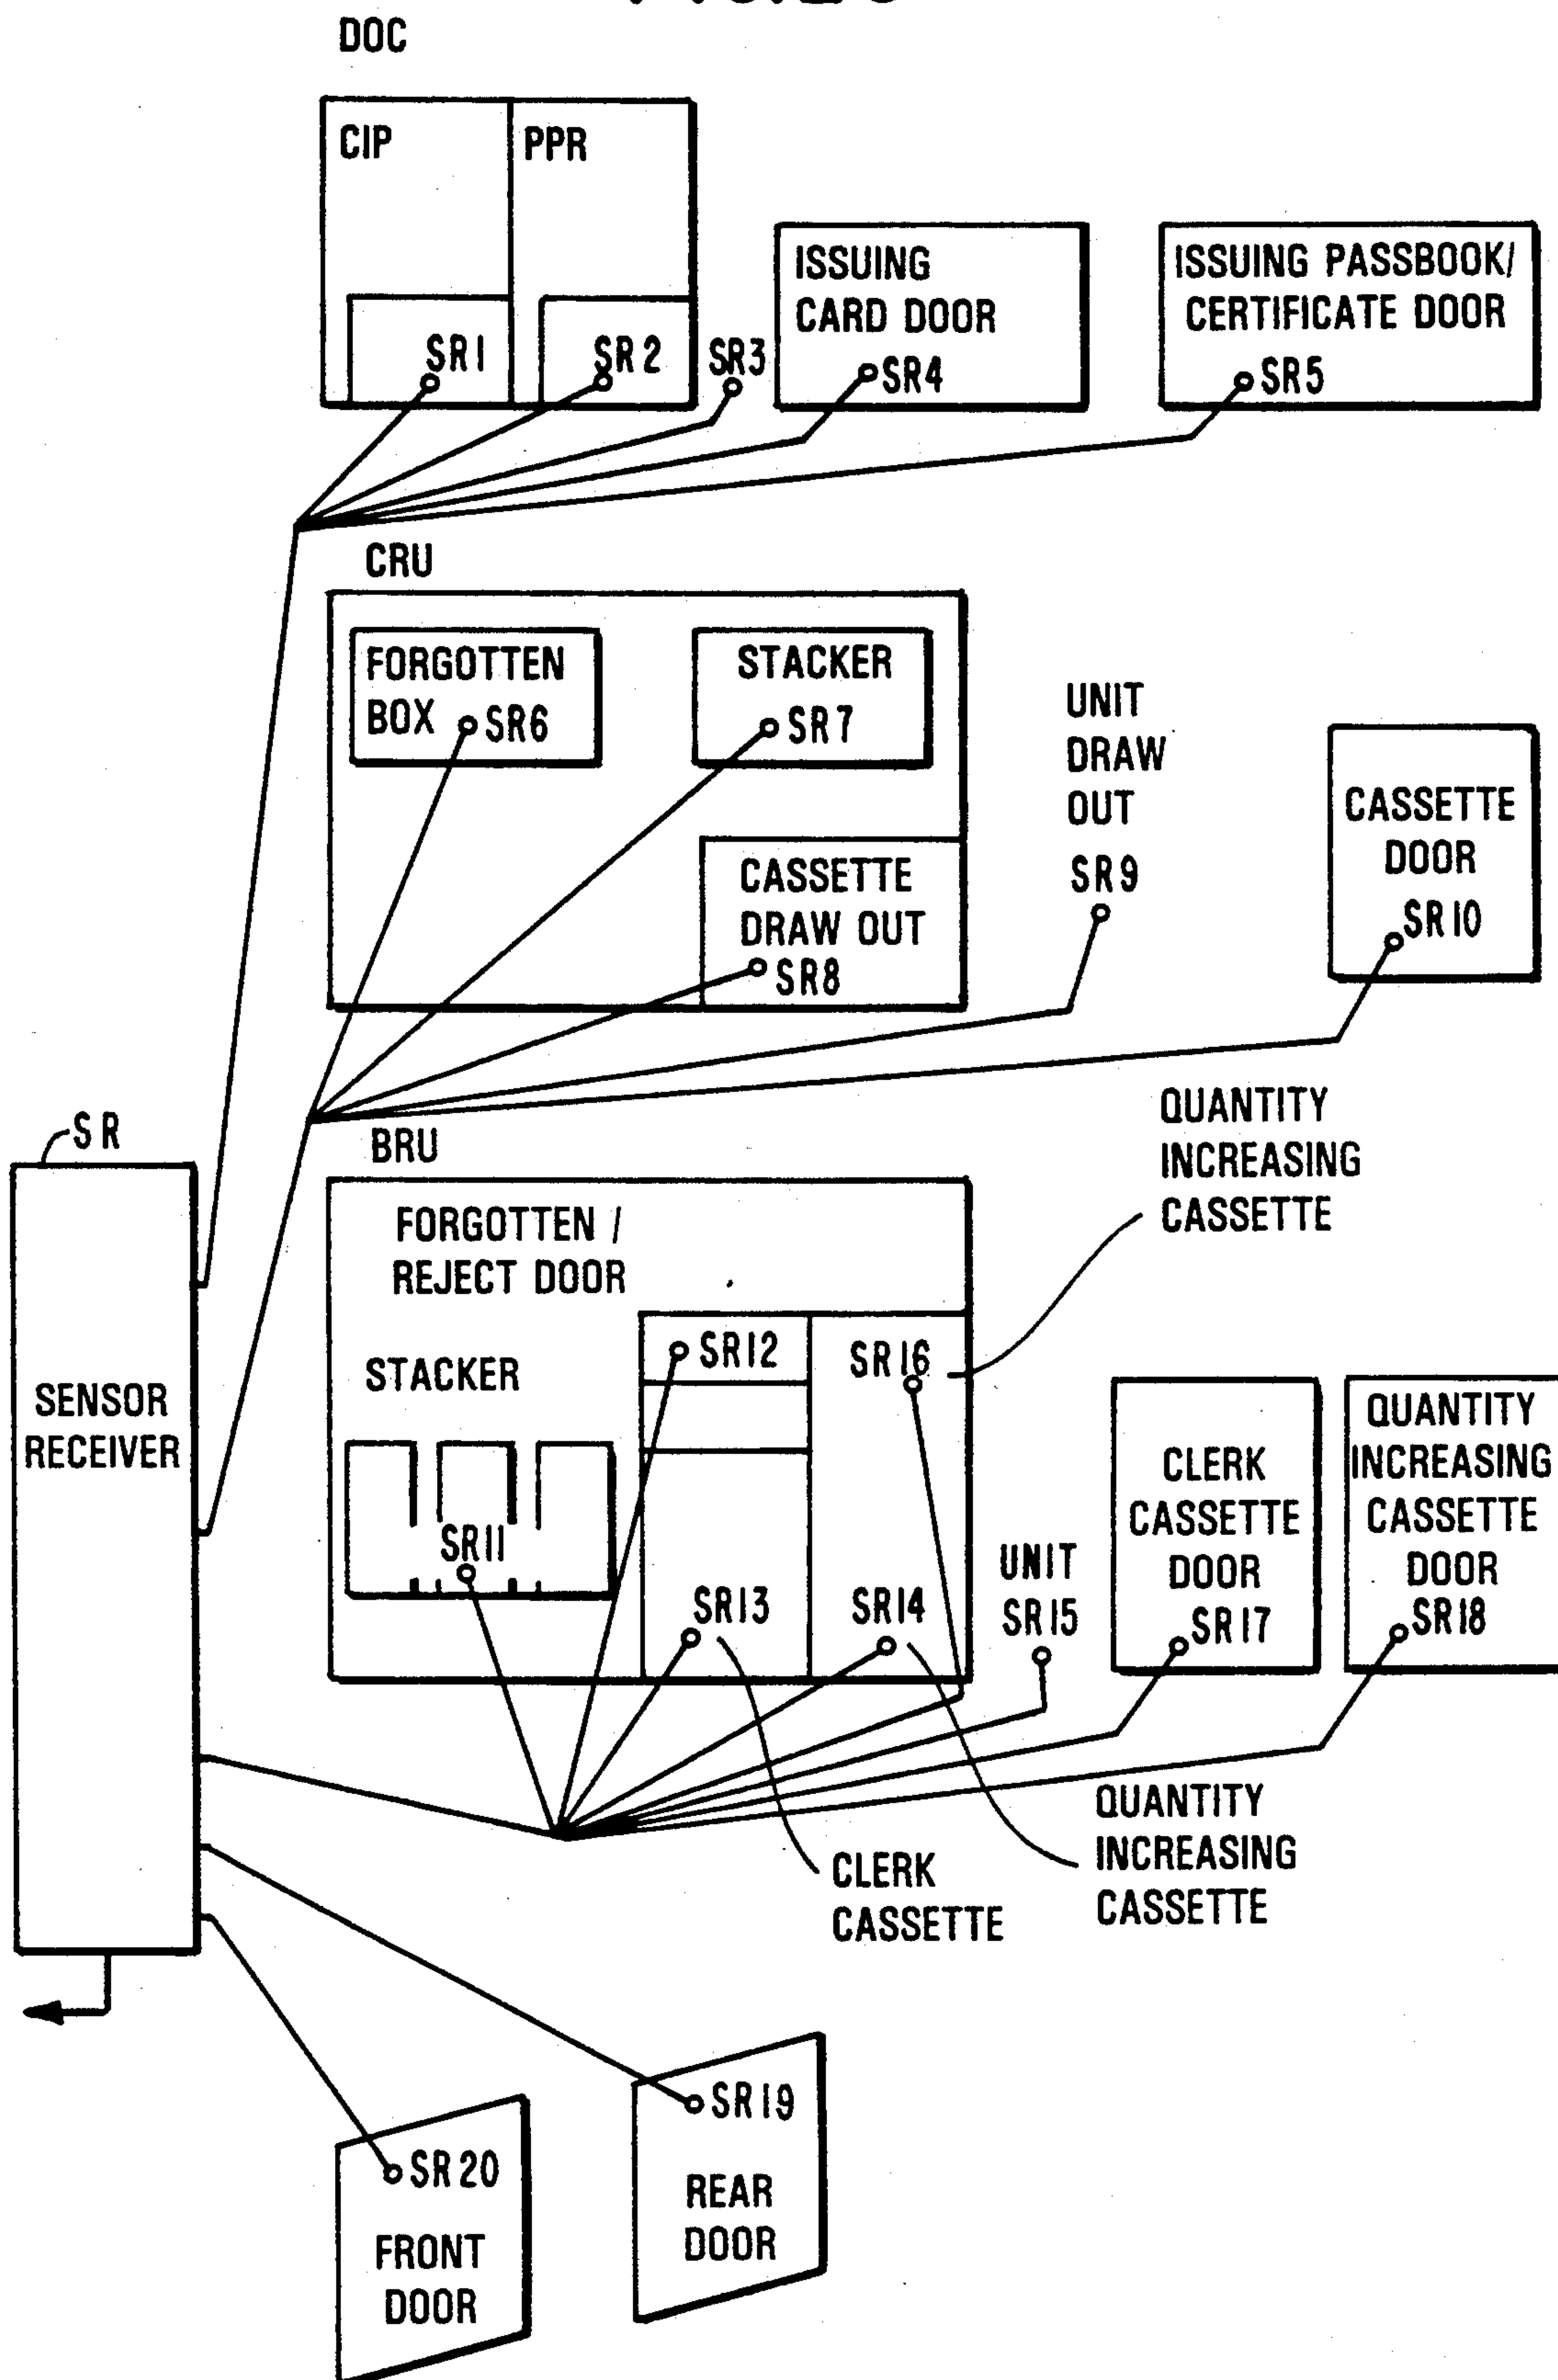 DOC
CIP
PPR
SR1
SR2
SR3
ISSUING
CARD DOOR
SR4
ISSUING PASSBOOK/
CERTIFICATE DOOR
SR5
CRU
FORGOTTEN
BOX
SR6
STACKER
SR7
CASSETTE
DRAW OUT
SR8
UNIT
DRAW
OUT
SR9
CASSETTE
DOOR
SR10
SR
SENSOR
RECEIVER
BRU
FORGOTTEN /
REJECT DOOR
STACKER
SR11
SR12
SR13
SR16
SR14
QUANTITY
INCREASING
CASSETTE
UNIT
SR15
CLERK
CASSETTE
DOOR
SR17
QUANTITY
INCREASING
CASSETTE
DOOR
SR18
CLERK
CASSETTE
QUANTITY
INCREASING
CASSETTE
SR19
REAR
DOOR
SR20
FRONT
DOOR